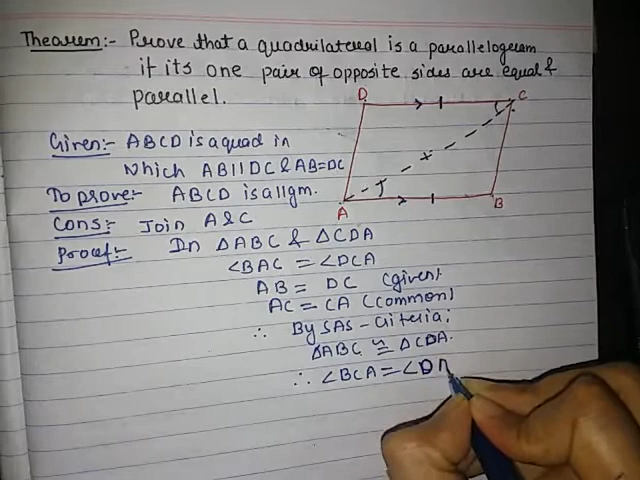 Theorem:- Prove that a quadrilateral is a parallelogram
if its one pair of opposite sides are equal &
parallel.
D
C
Given:- ABCD is a quad in
which AB||DC & AB=DC
To prove:- ABCD is a llgm.
A
B
Cons:- Join A & C
Proof:- In ΔABC & ΔCDA
∠BAC = ∠DCA
AB = DC (given)
AC = CA (common)
∴ By SAS-Criteria;
ΔABC ≅ ΔCDA.
∴ ∠BCA = ∠D